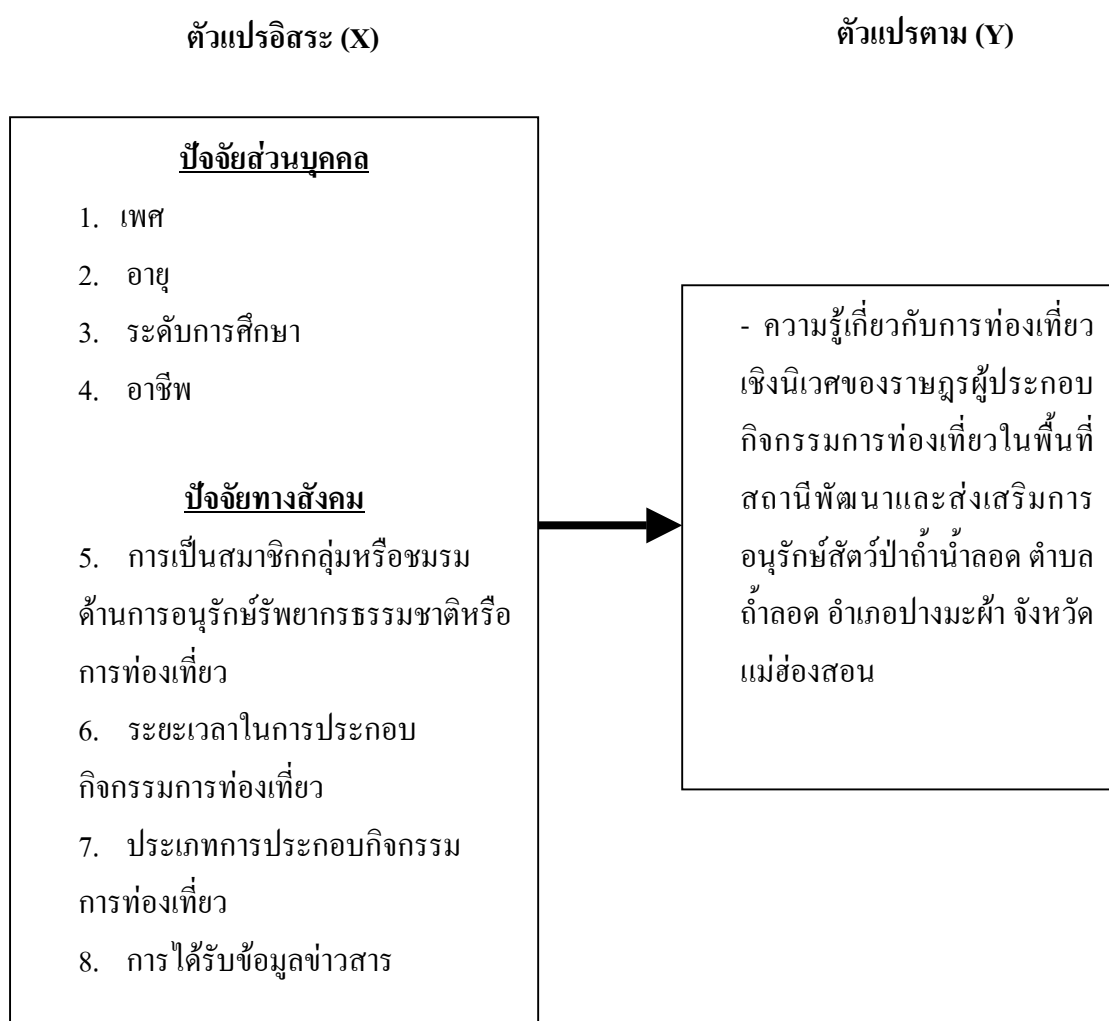 ตัวแปรอิสระ (X)
ตัวแปรตาม (Y)
ปัจจัยส่วนบุคคล
1. เพศ
2. อายุ
3. ระดับการศึกษา
4. อาชีพ
ปัจจัยทางสังคม
5. การเป็นสมาชิกกลุ่มหรือชมรม
ด้านการอนุรักษ์รัพยากรธรรมชาติหรือ
การท่องเที่ยว
6. ระยะเวลาในการประกอบ
กิจกรรมการท่องเที่ยว
7. ประเภทการประกอบกิจกรรม
การท่องเที่ยว
8. การได้รับข้อมูลข่าวสาร
- ความรู้เกี่ยวกับการท่องเที่ยว
เชิงนิเวศของราษฎรผู้ประกอบ
กิจกรรมการท่องเที่ยวในพื้นที่
สถานีพัฒนาและส่งเสริมการ
อนุรักษ์สัตว์ป่าถ้ำน้ำลอด ตำบล
ถ้ำลอด อำเภอปางมะผ้า จังหวัด
แม่ฮ่องสอน